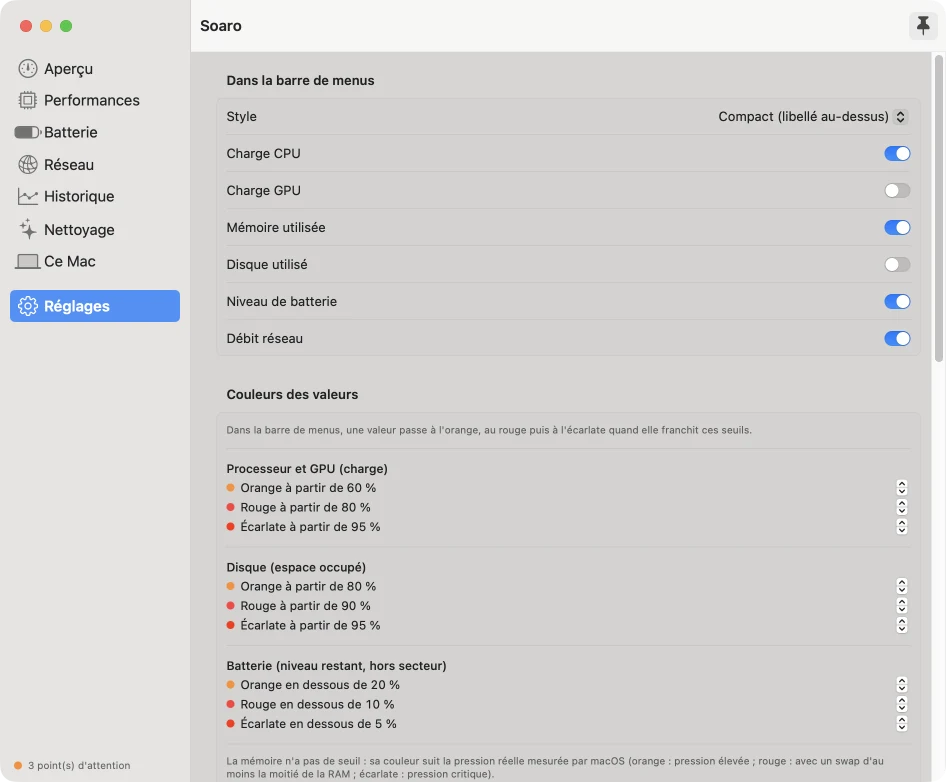 Soaro
Aperçu
Performances
Batterie
Réseau
Historique
Nettoyage
Ce Mac
Réglages
3 point(s) d'attention
Dans la barre de menus
Style
Compact (libellé au-dessus)
Charge CPU
Charge GPU
Mémoire utilisée
Disque utilisé
Niveau de batterie
Débit réseau
Couleurs des valeurs
Dans la barre de menus, une valeur passe à l'orange, au rouge puis à l'écarlate quand elle franchit ces seuils.
Processeur et GPU (charge)
Orange à partir de 60 %
Rouge à partir de 80 %
Écarlate à partir de 95 %
Disque (espace occupé)
Orange à partir de 80 %
Rouge à partir de 90 %
Écarlate à partir de 95 %
Batterie (niveau restant, hors secteur)
Orange en dessous de 20 %
Rouge en dessous de 10 %
Écarlate en dessous de 5 %
La mémoire n'a pas de seuil : sa couleur suit la pression réelle mesurée par macOS (orange : pression élevée ; rouge : avec un swap d'au
moins la moitié de la RAM ; écarlate : pression critique).